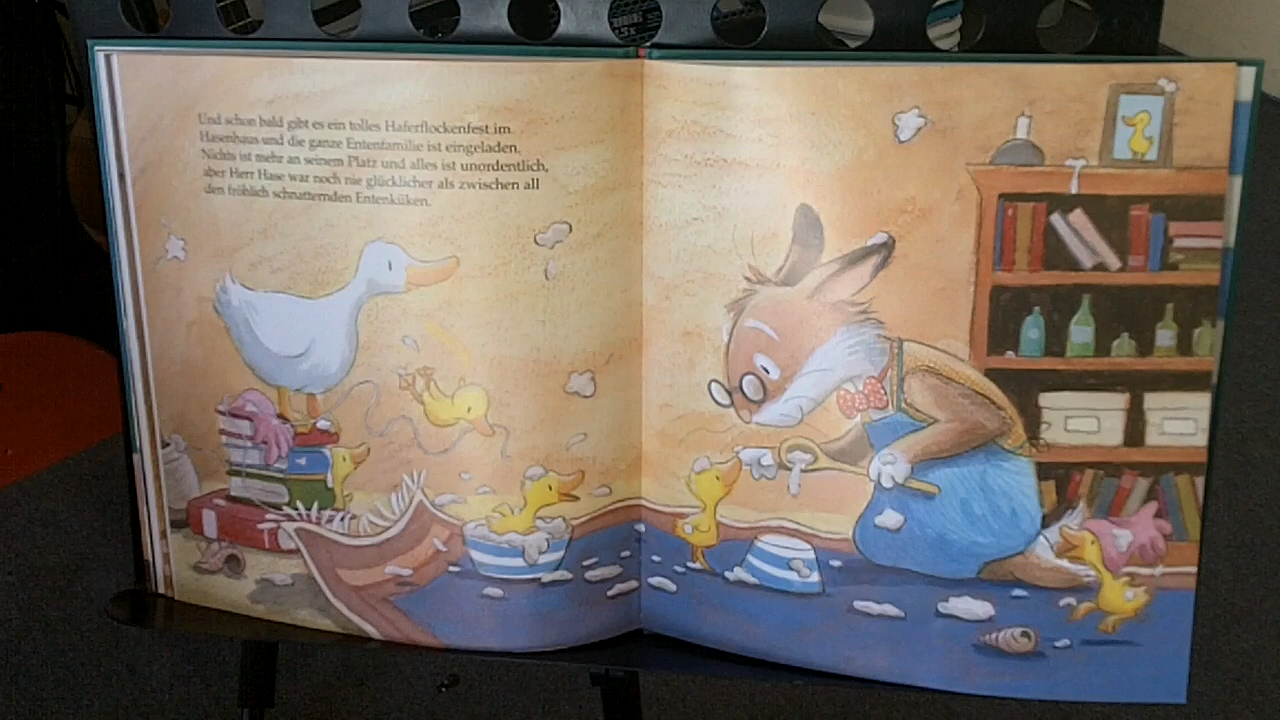 Und schon bald gibt es ein tolles Haferflockenfest im
Hasenhaus und die ganze Entenfamilie ist eingeladen.
Nichts ist mehr an seinem Platz und alles ist unordentlich,
aber Herr Hase war noch nie glücklicher als zwischen all
den fröhlich schnatternden Entenküken.